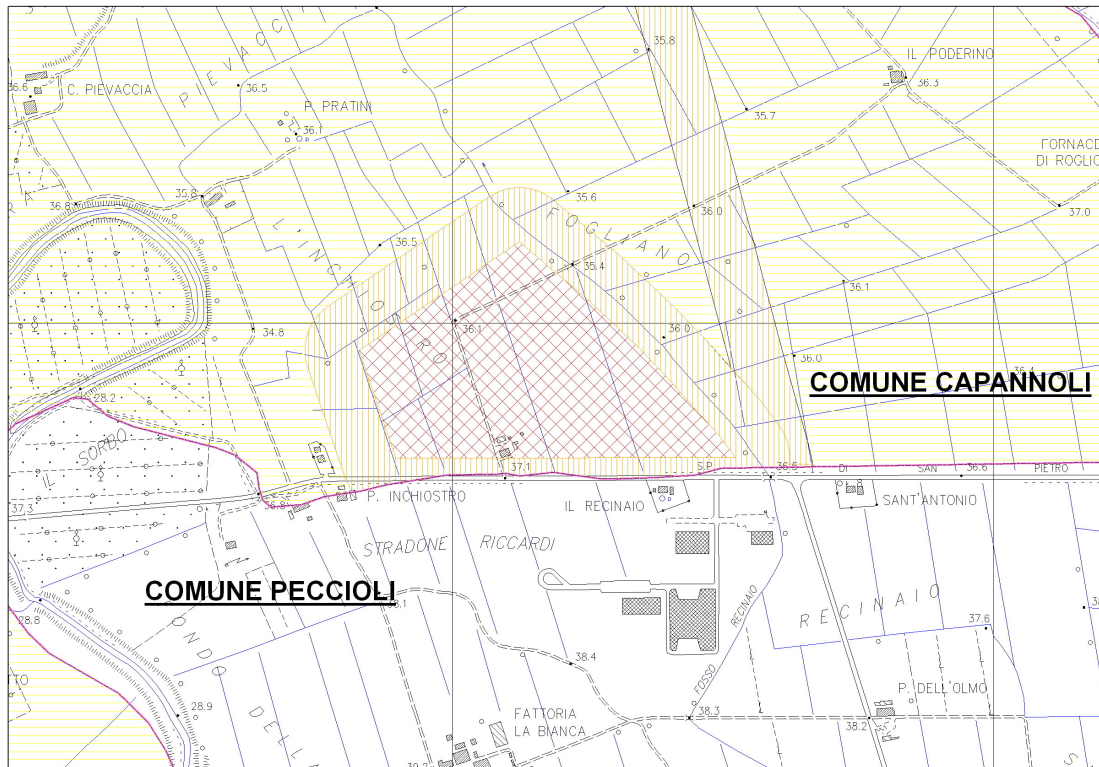 35.8
IL PODERINO
36.3
36.6
C. PIEVACCIA
PIEVACCI
36.5
P. PRATINI
36.1
P
35.7
FORNACE
DI ROGLIO
35.8
36.8
35.6
36.0
37.0
L'INCHIOSTRO
36.5
FOGLIANO
35.4
36.1
34.8
36.1
36.0
36.0
36.4
COMUNE CAPANNOLI
28.2
IL SORBO
37.1
S.P.
36.5
DI SAN PIETRO
36.6
P. INCHIOSTRO
37.3
IL RECINAIO
P
SANT'ANTONIO
STRADONE RICCARDI
COMUNE PECCIOLI
RECINAIO
FOSSO RECINAIO
28.8
37.6
38.4
P. DELL'OLMO
28.9
FATTORIA
LA BIANCA
38.3
38.2